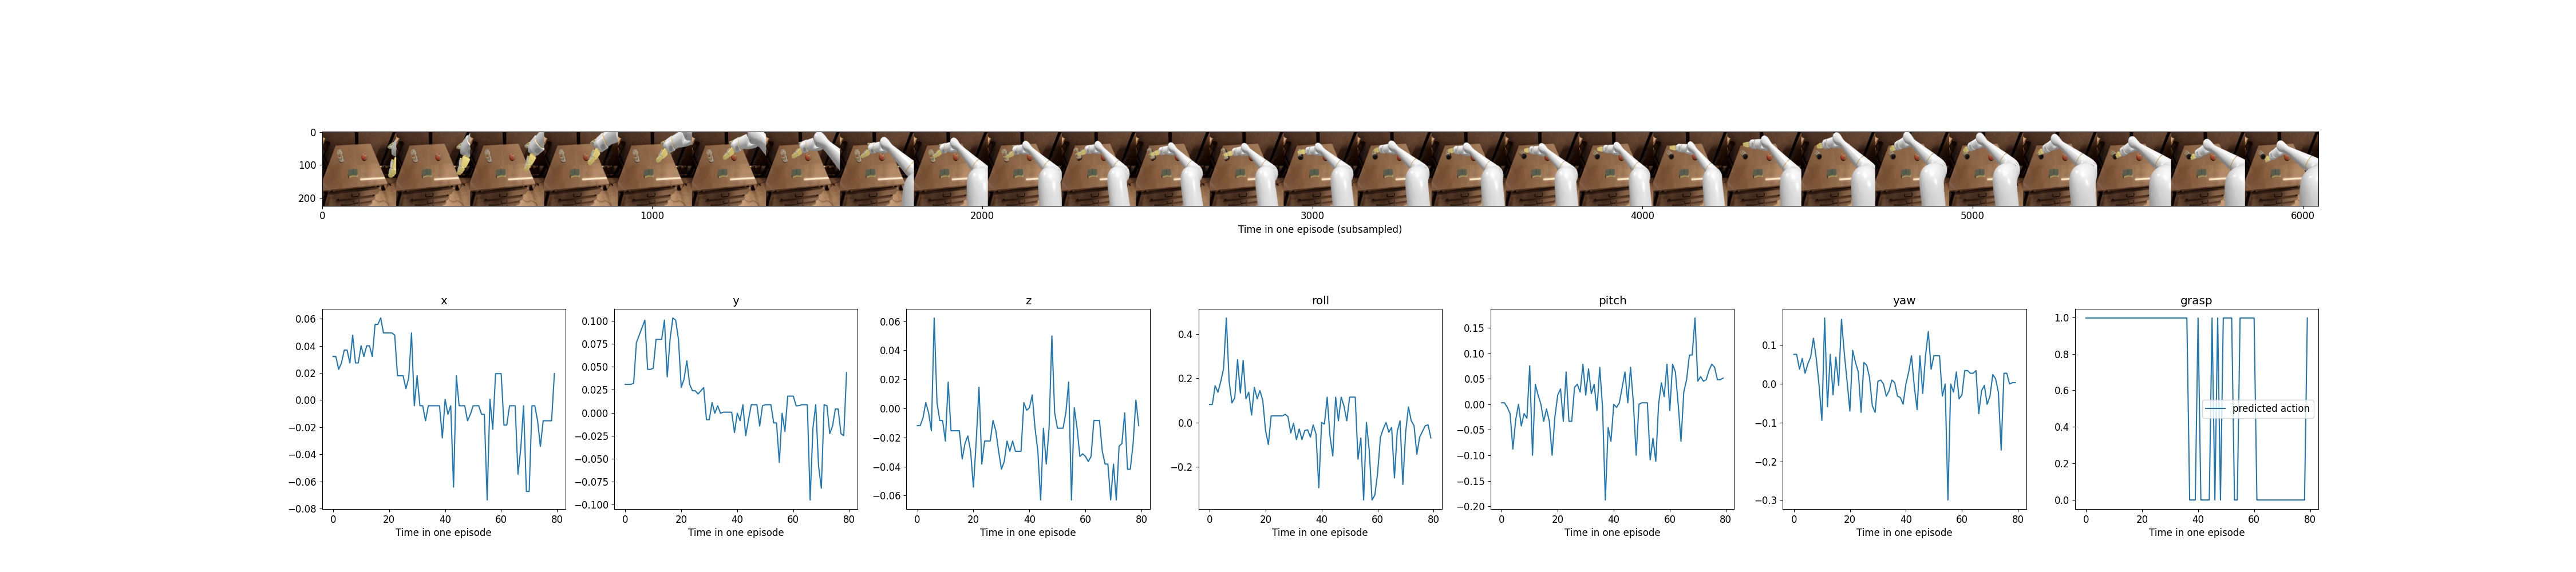 0
100
200
0 1000 2000 3000 4000 5000 6000
Time in one episode (subsampled)
x
0.06
0.04
0.02
0.00
−0.02
−0.04
−0.06
−0.08
0 20 40 60 80
Time in one episode
y
0.100
0.075
0.050
0.025
0.000
−0.025
−0.050
−0.075
−0.100
0 20 40 60 80
Time in one episode
z
0.06
0.04
0.02
0.00
−0.02
−0.04
−0.06
0 20 40 60 80
Time in one episode
roll
0.4
0.2
0.0
−0.2
0 20 40 60 80
Time in one episode
pitch
0.15
0.10
0.05
0.00
−0.05
−0.10
−0.15
−0.20
0 20 40 60 80
Time in one episode
yaw
0.1
0.0
−0.1
−0.2
−0.3
0 20 40 60 80
Time in one episode
grasp
1.0
0.8
0.6
0.4
0.2
0.0
predicted action
0 20 40 60 80
Time in one episode